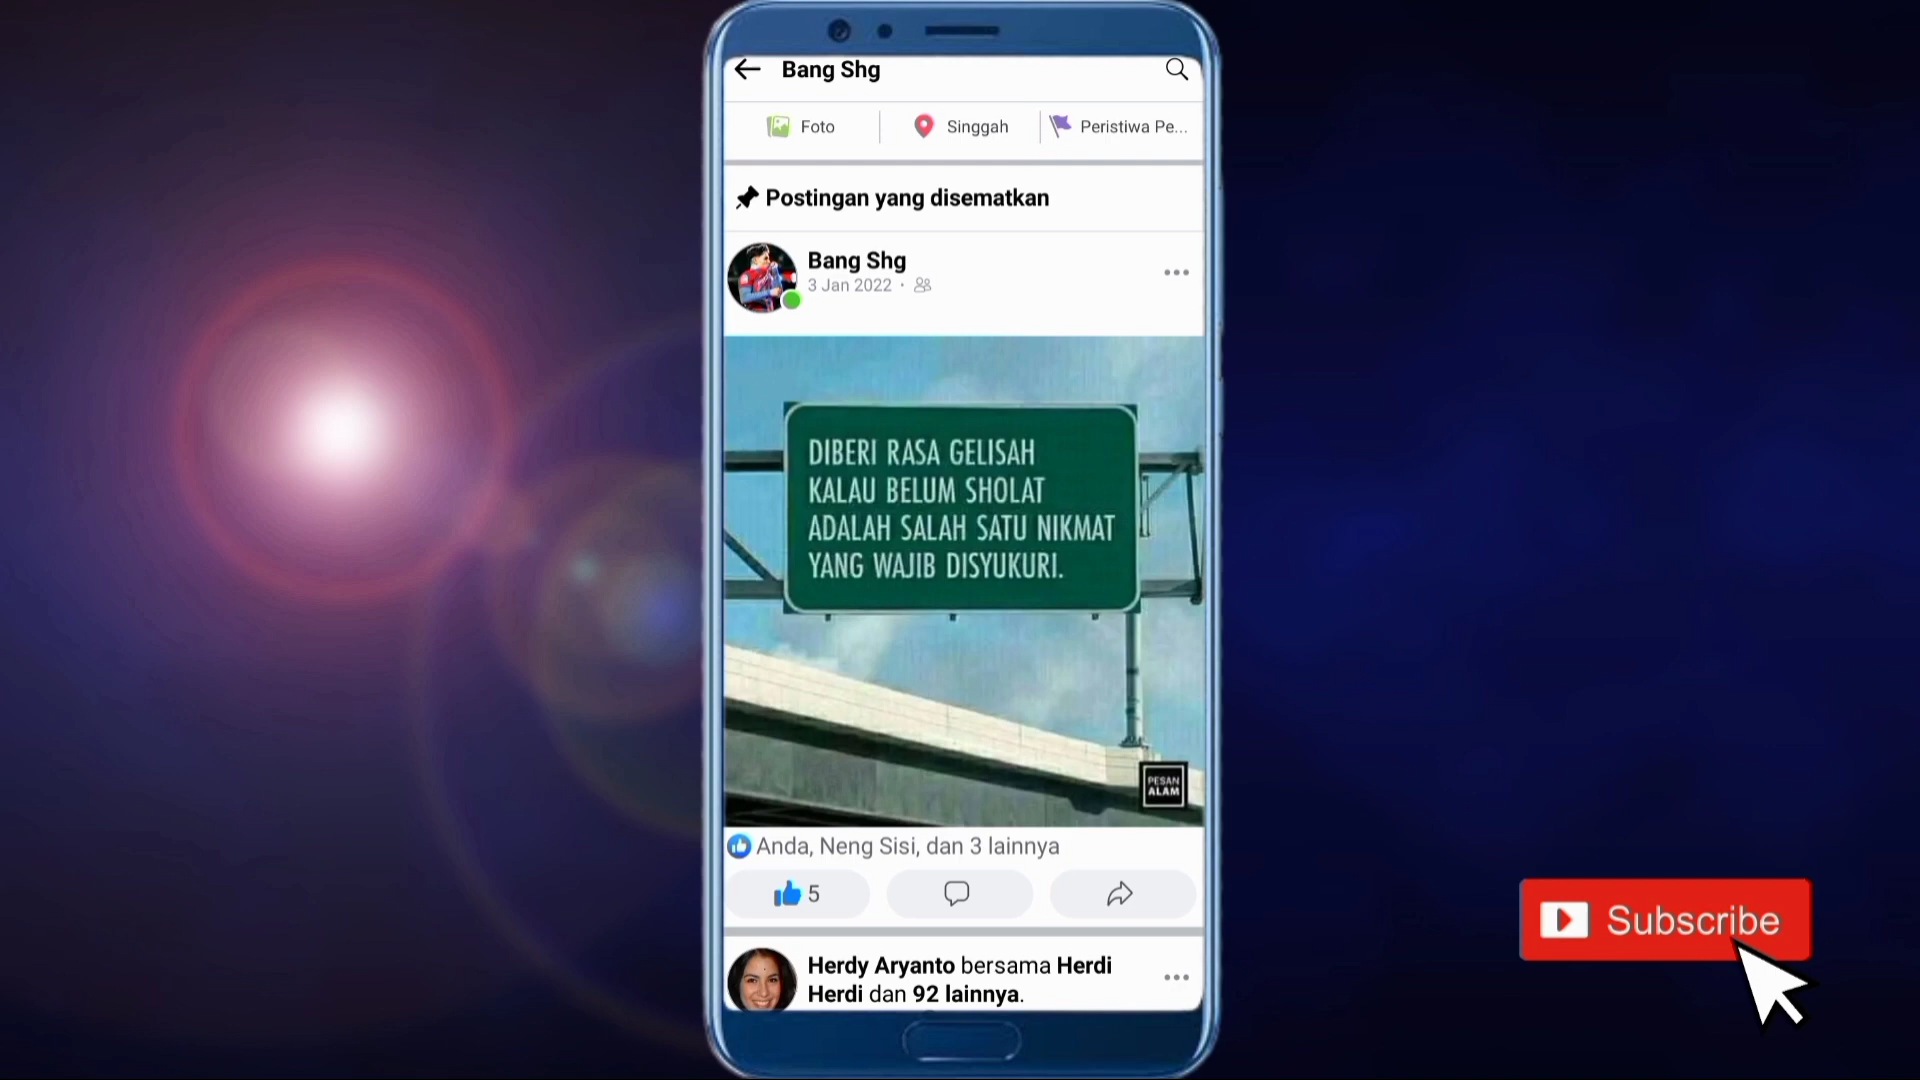 Bang Shg
Foto
Singgah
Peristiwa Pe...
Postingan yang disematkan
Bang Shg
3 Jan 2022
DIBERI RASA GELISAH
KALAU BELUM SHOLAT
ADALAH SALAH SATU NIKMAT
YANG WAJIB DISYUKURI.
PESAN
ALAM
Anda, Neng Sisi, dan 3 lainnya
5
Herdy Aryanto bersama Herdi
Herdi dan 92 lainnya.
Subscribe